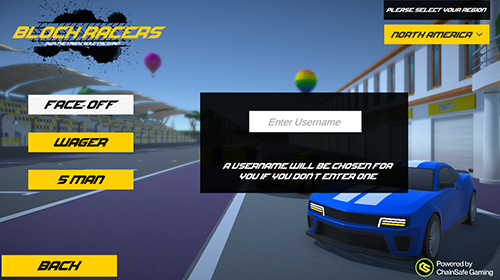 BLOCK RACERS
PLEASE SELECT YOUR REGION
NORTH AMERICA
FACE OFF
WAGER
5 MAN
Enter Username
A USERNAME WILL BE CHOSEN FOR
YOU IF YOU DON'T ENTER ONE
BACK
Powered by
ChainSafe Gaming